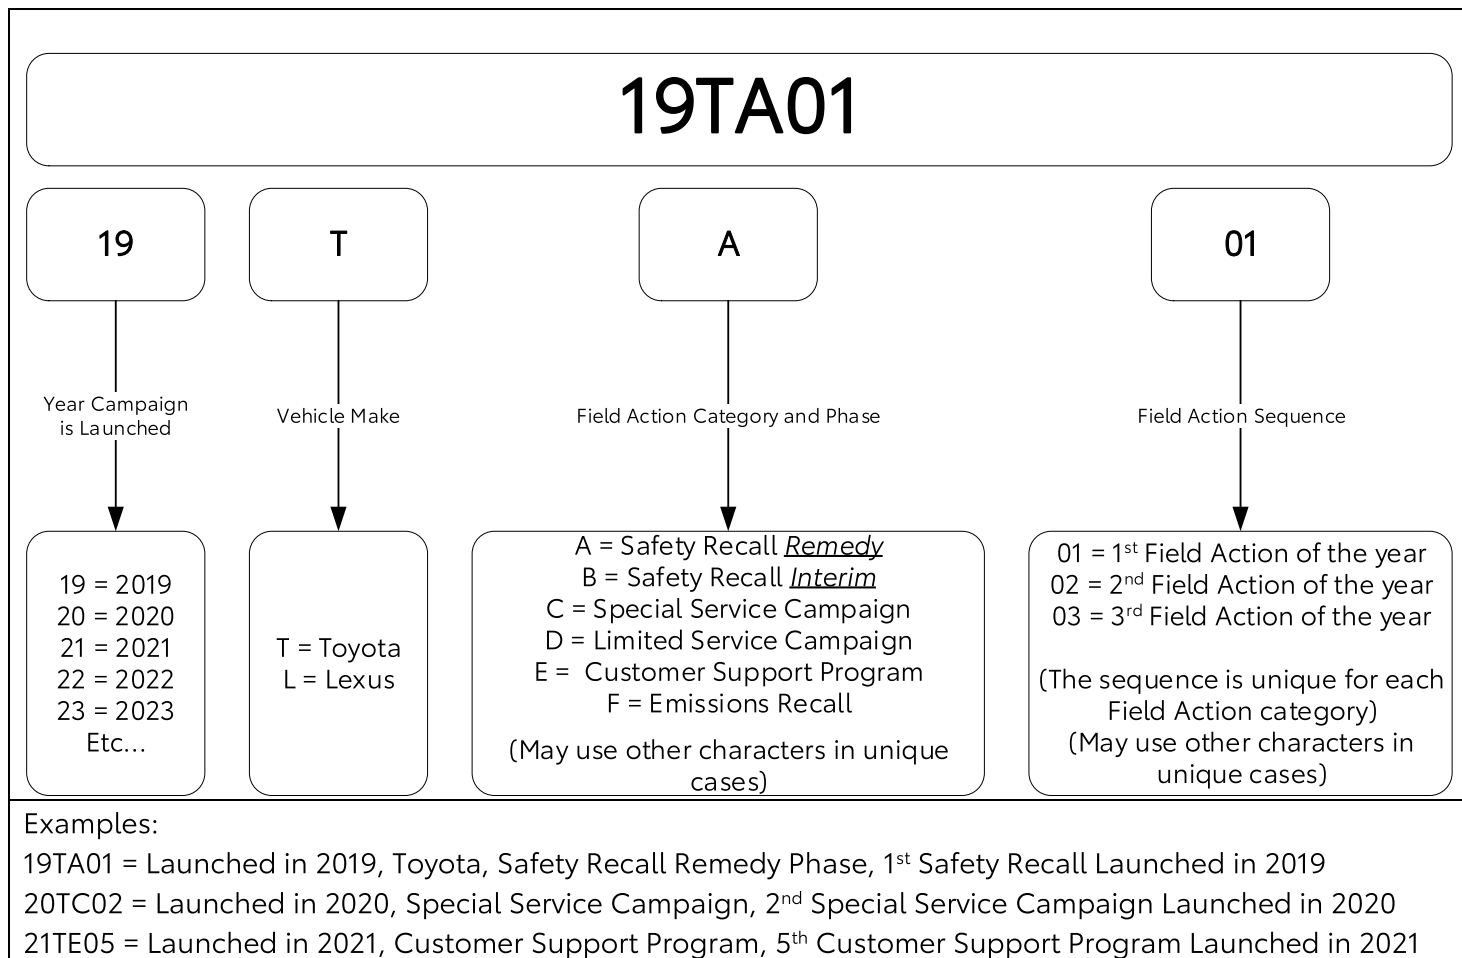 19TA01
19
T
A
01
Year Campaign
is Launched
Vehicle Make
Field Action Category and Phase
Field Action Sequence
19 = 2019
20 = 2020
21 = 2021
22 = 2022
23 = 2023
Etc...
T = Toyota
L = Lexus
A = Safety Recall Remedy
B = Safety Recall Interim
C = Special Service Campaign
D = Limited Service Campaign
E =  Customer Support Program
F = Emissions Recall
(May use other characters in unique
cases)
01 = 1st Field Action of the year
02 = 2nd Field Action of the year
03 = 3rd Field Action of the year
(The sequence is unique for each
Field Action category)
(May use other characters in
unique cases)
Examples:
19TA01 = Launched in 2019, Toyota, Safety Recall Remedy Phase, 1st Safety Recall Launched in 2019
20TC02 = Launched in 2020, Special Service Campaign, 2nd Special Service Campaign Launched in 2020
21TE05 = Launched in 2021, Customer Support Program, 5th Customer Support Program Launched in 2021